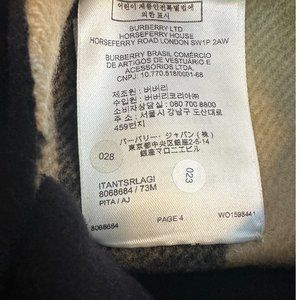 어린이 제품안전특별법에
의한 표시
BURBERRY LTD
HORSEFERRY HOUSE
HORSEFERRY ROAD LONDON SW1P 2AW
BURBERRY BRASIL COMÉRCIO
DE ARTIGOS DE VESTUÁRIO E
ACESSÓRIOS LTDA.
CNPJ: 10.770.518/0001-68
제조원 : 버버리
수입원 : 버버리코리아㈜
소비자상담실 : 080 700 8800
주소 : 서울시 강남구 도산대로
459번지
バーバリー・ジャパン(株)
東京都中央区銀座2-5-14
銀座マロニエビル
028
023
ITANTSRLAGI
8068684 / 73M
PITA / AJ
8068684
PAGE 4
WO1598441